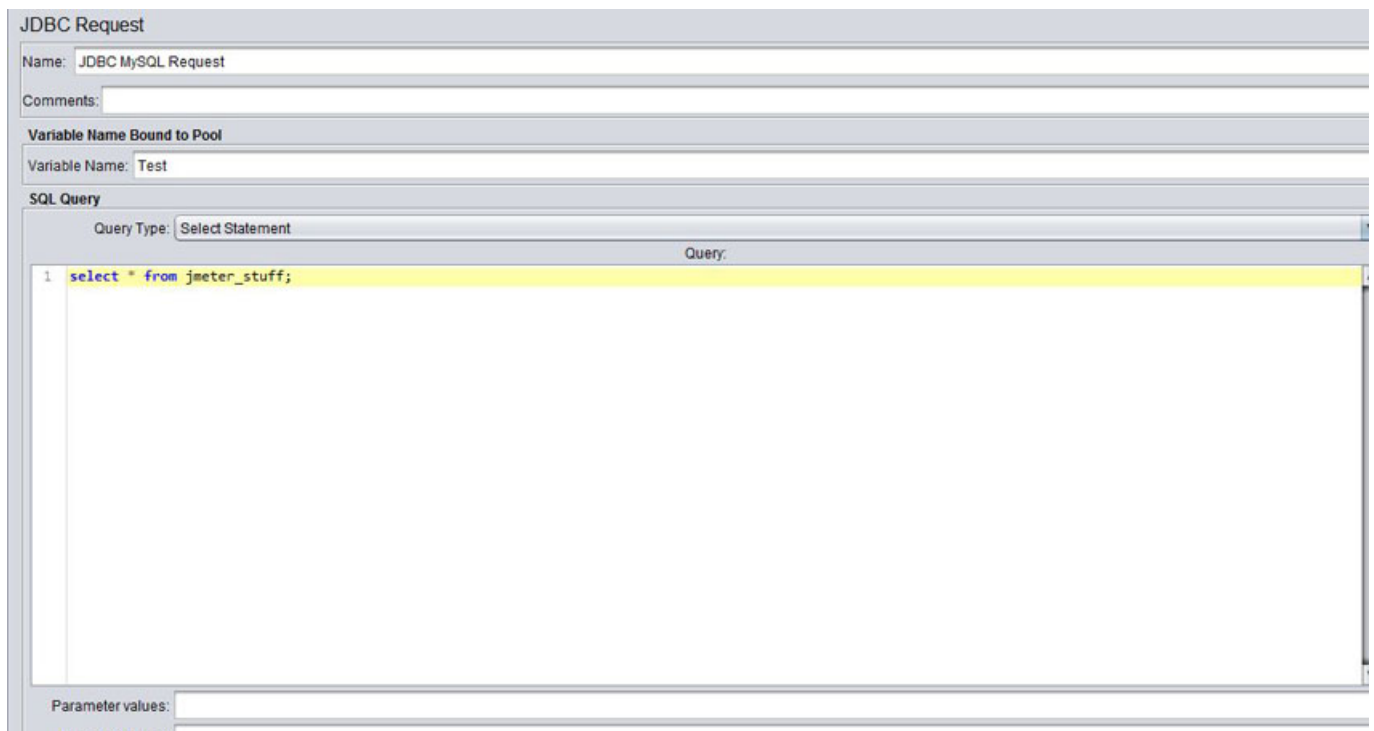 JDBC Request
Name: JDBC MySQL Request
Comments:
Variable Name Bound to Pool
Variable Name: Test
SQL Query
Query Type: Select Statement
Query:
1 select * from jmeter_stuff;
Parameter values: